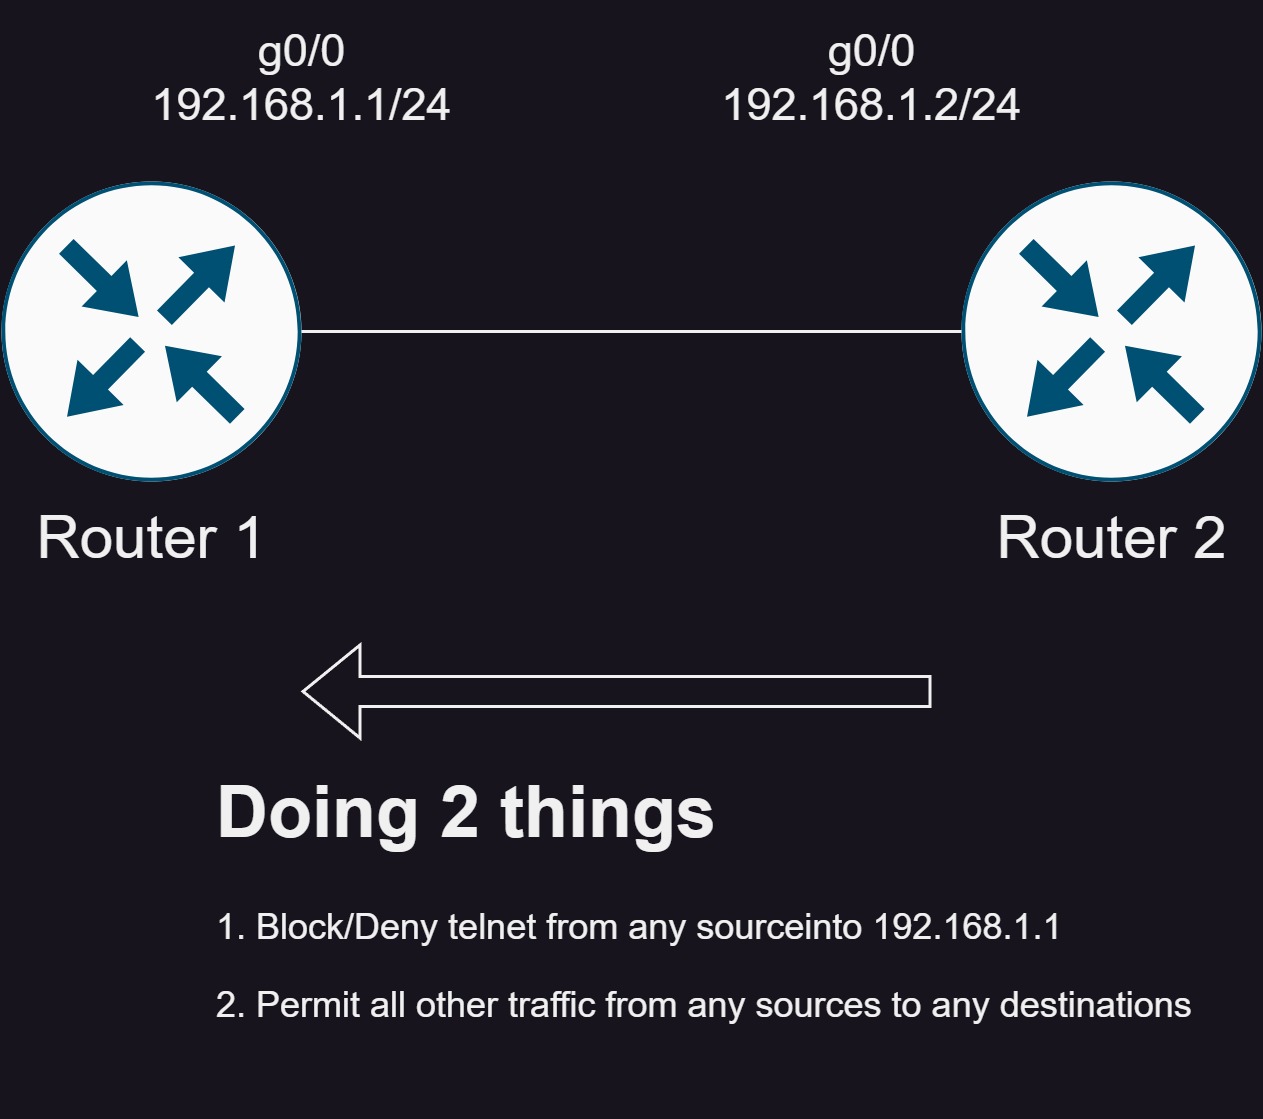 g0/0
192.168.1.1/24
g0/0
192.168.1.2/24
Router 1
Router 2
Doing 2 things
1. Block/Deny telnet from any sourceinto 192.168.1.1
2. Permit all other traffic from any sources to any destinations